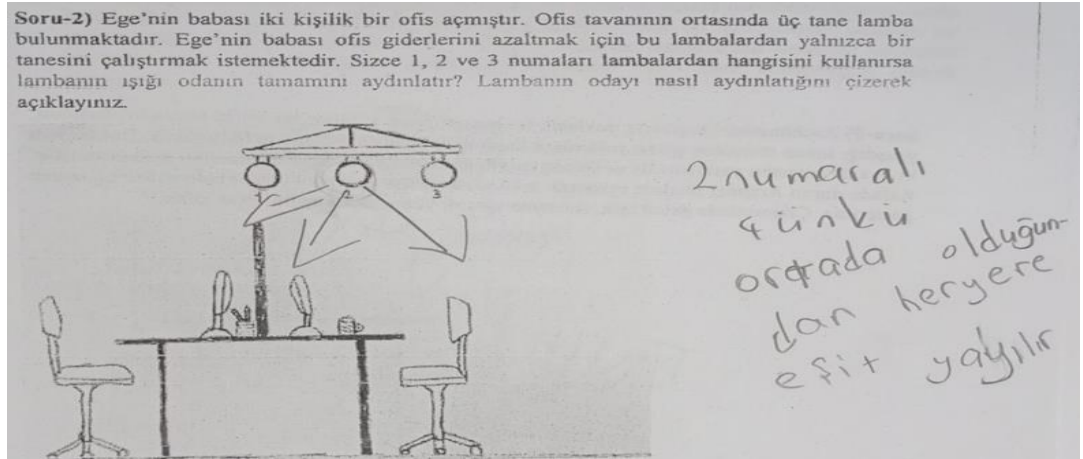 Soru-2) Ege'nin babası iki kişilik bir ofis açmıştır. Ofis tavanının ortasında üç tane lamba
bulunmaktadır. Ege'nin babası ofis giderlerini azaltmak için bu lambalardan yalnızca bir
tanesini çalıştırmak istemektedir. Sizce 1, 2 ve 3 numaraları lambalardan hangisini kullanırsa
lambanın ışığı odanın tamamını aydınlatır? Lambanın odayı nasıl aydınlatığını çizerek
açıklayınız.
1 2 3
2 numaralı
çünkü
ortada olduğun-
dan heryere
eşit yayılır